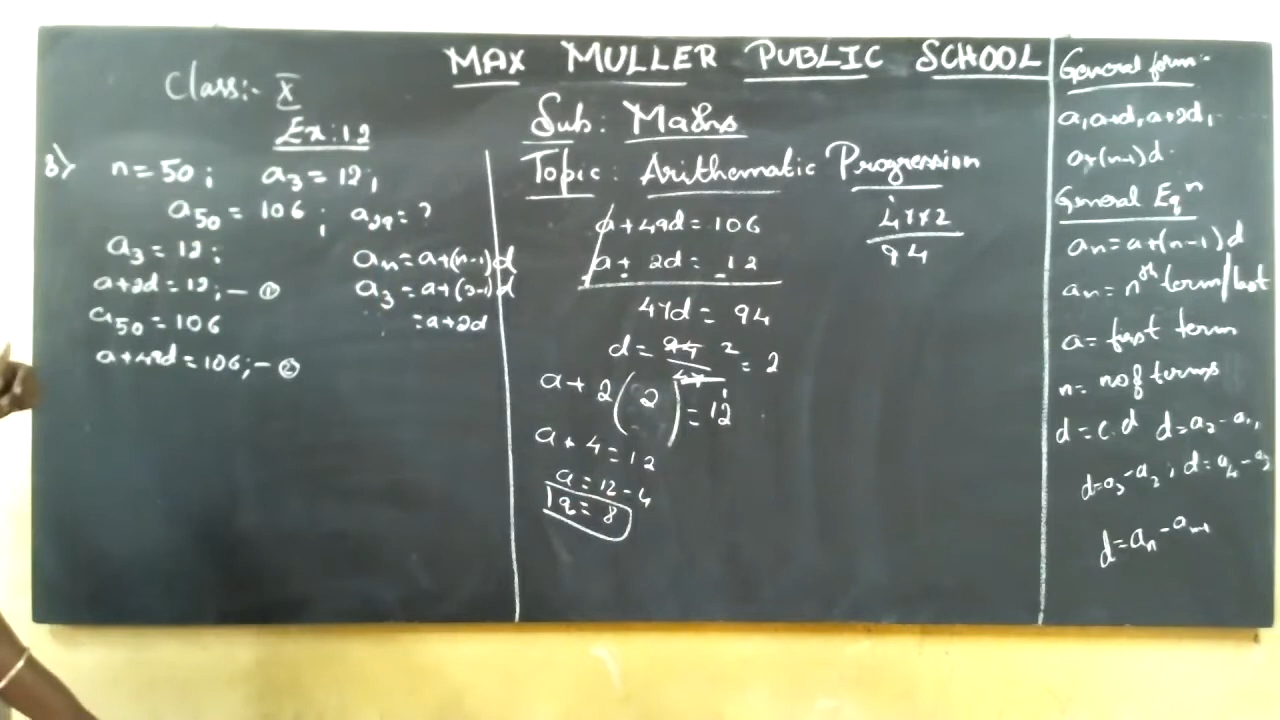 MAX MULLER PUBLIC SCHOOL
Class:- X
Sub: Maths
Ex:12
Topic: Arithematic Progression
8) n=50; a₃=12;
a₅₀ = 106; a₂₉=?
a₃ = 12;
a+2d = 12; — ①
a₅₀ = 106
a+49d = 106; — ②
aₙ = a+(n-1)d
a₃ = a+(3-1)d
= a+2d
a+49d = 106
a+ 2d = 12
47d = 94
d = 94/47 2/1 = 2
a+2(2) = 12
a+4 = 12
a = 12-4
a = 8
47×2
94
General form:-
a, a+d, a+2d,
a+(n-1)d.
General Eqⁿ
aₙ = a+(n-1)d
aₙ = nᵗʰ term/last
a = first term
n = no of terms
d = c.d d = a₂-a₁,
d=a₃-a₂, d=a₄-a₃
d=aₙ-aₙ₋₁